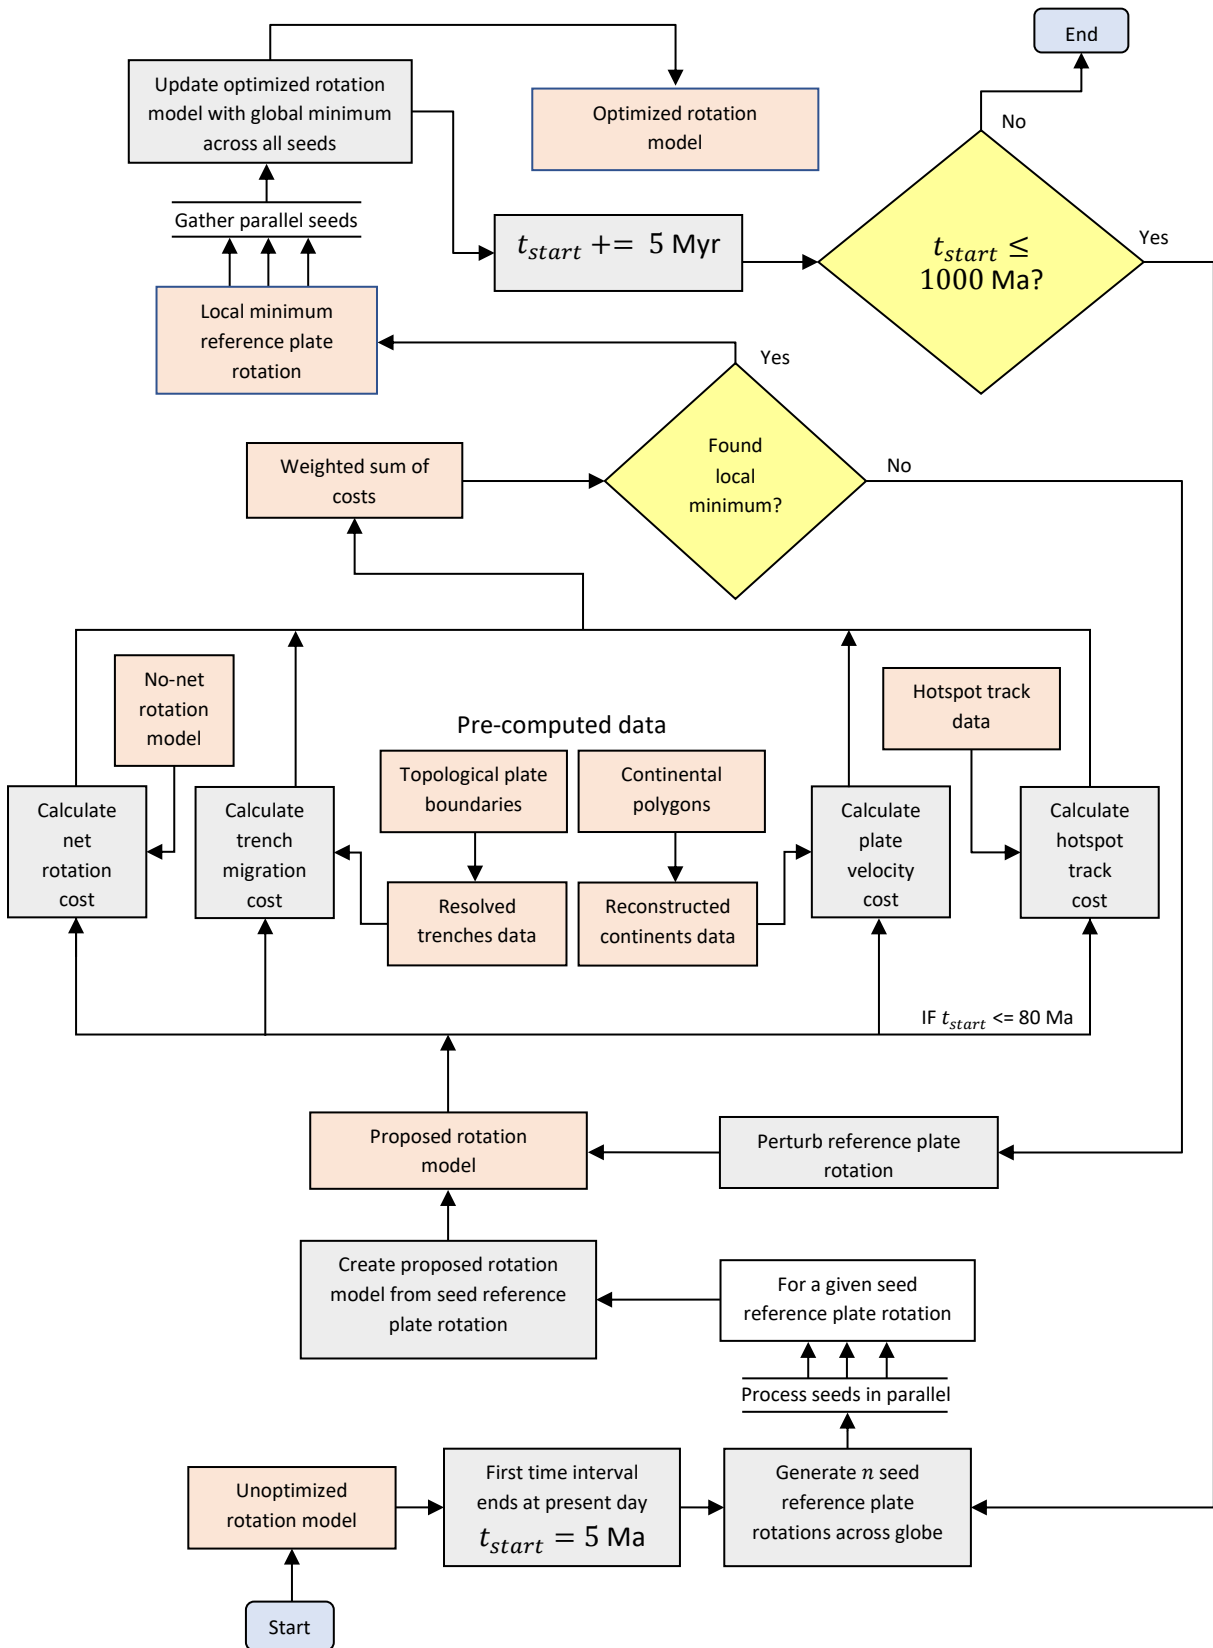 End
Update optimized rotation
model with global minimum
across all seeds
Optimized rotation
model
No
Gather parallel seeds
t_start += 5 Myr
t_start ≤
1000 Ma?
Yes
Local minimum
reference plate
rotation
Yes
Weighted sum of
costs
Found
local
minimum?
No
No-net
rotation
model
Hotspot track
data
Pre-computed data
Topological plate
boundaries
Continental
polygons
Calculate
net
rotation
cost
Calculate
trench
migration
cost
Calculate
plate
velocity
cost
Calculate
hotspot
track
cost
Resolved
trenches data
Reconstructed
continents data
IF t_start <= 80 Ma
Proposed rotation
model
Perturb reference plate
rotation
Create proposed rotation
model from seed reference
plate rotation
For a given seed
reference plate rotation
Process seeds in parallel
Unoptimized
rotation model
First time interval
ends at present day
t_start = 5 Ma
Generate n seed
reference plate
rotations across globe
Start